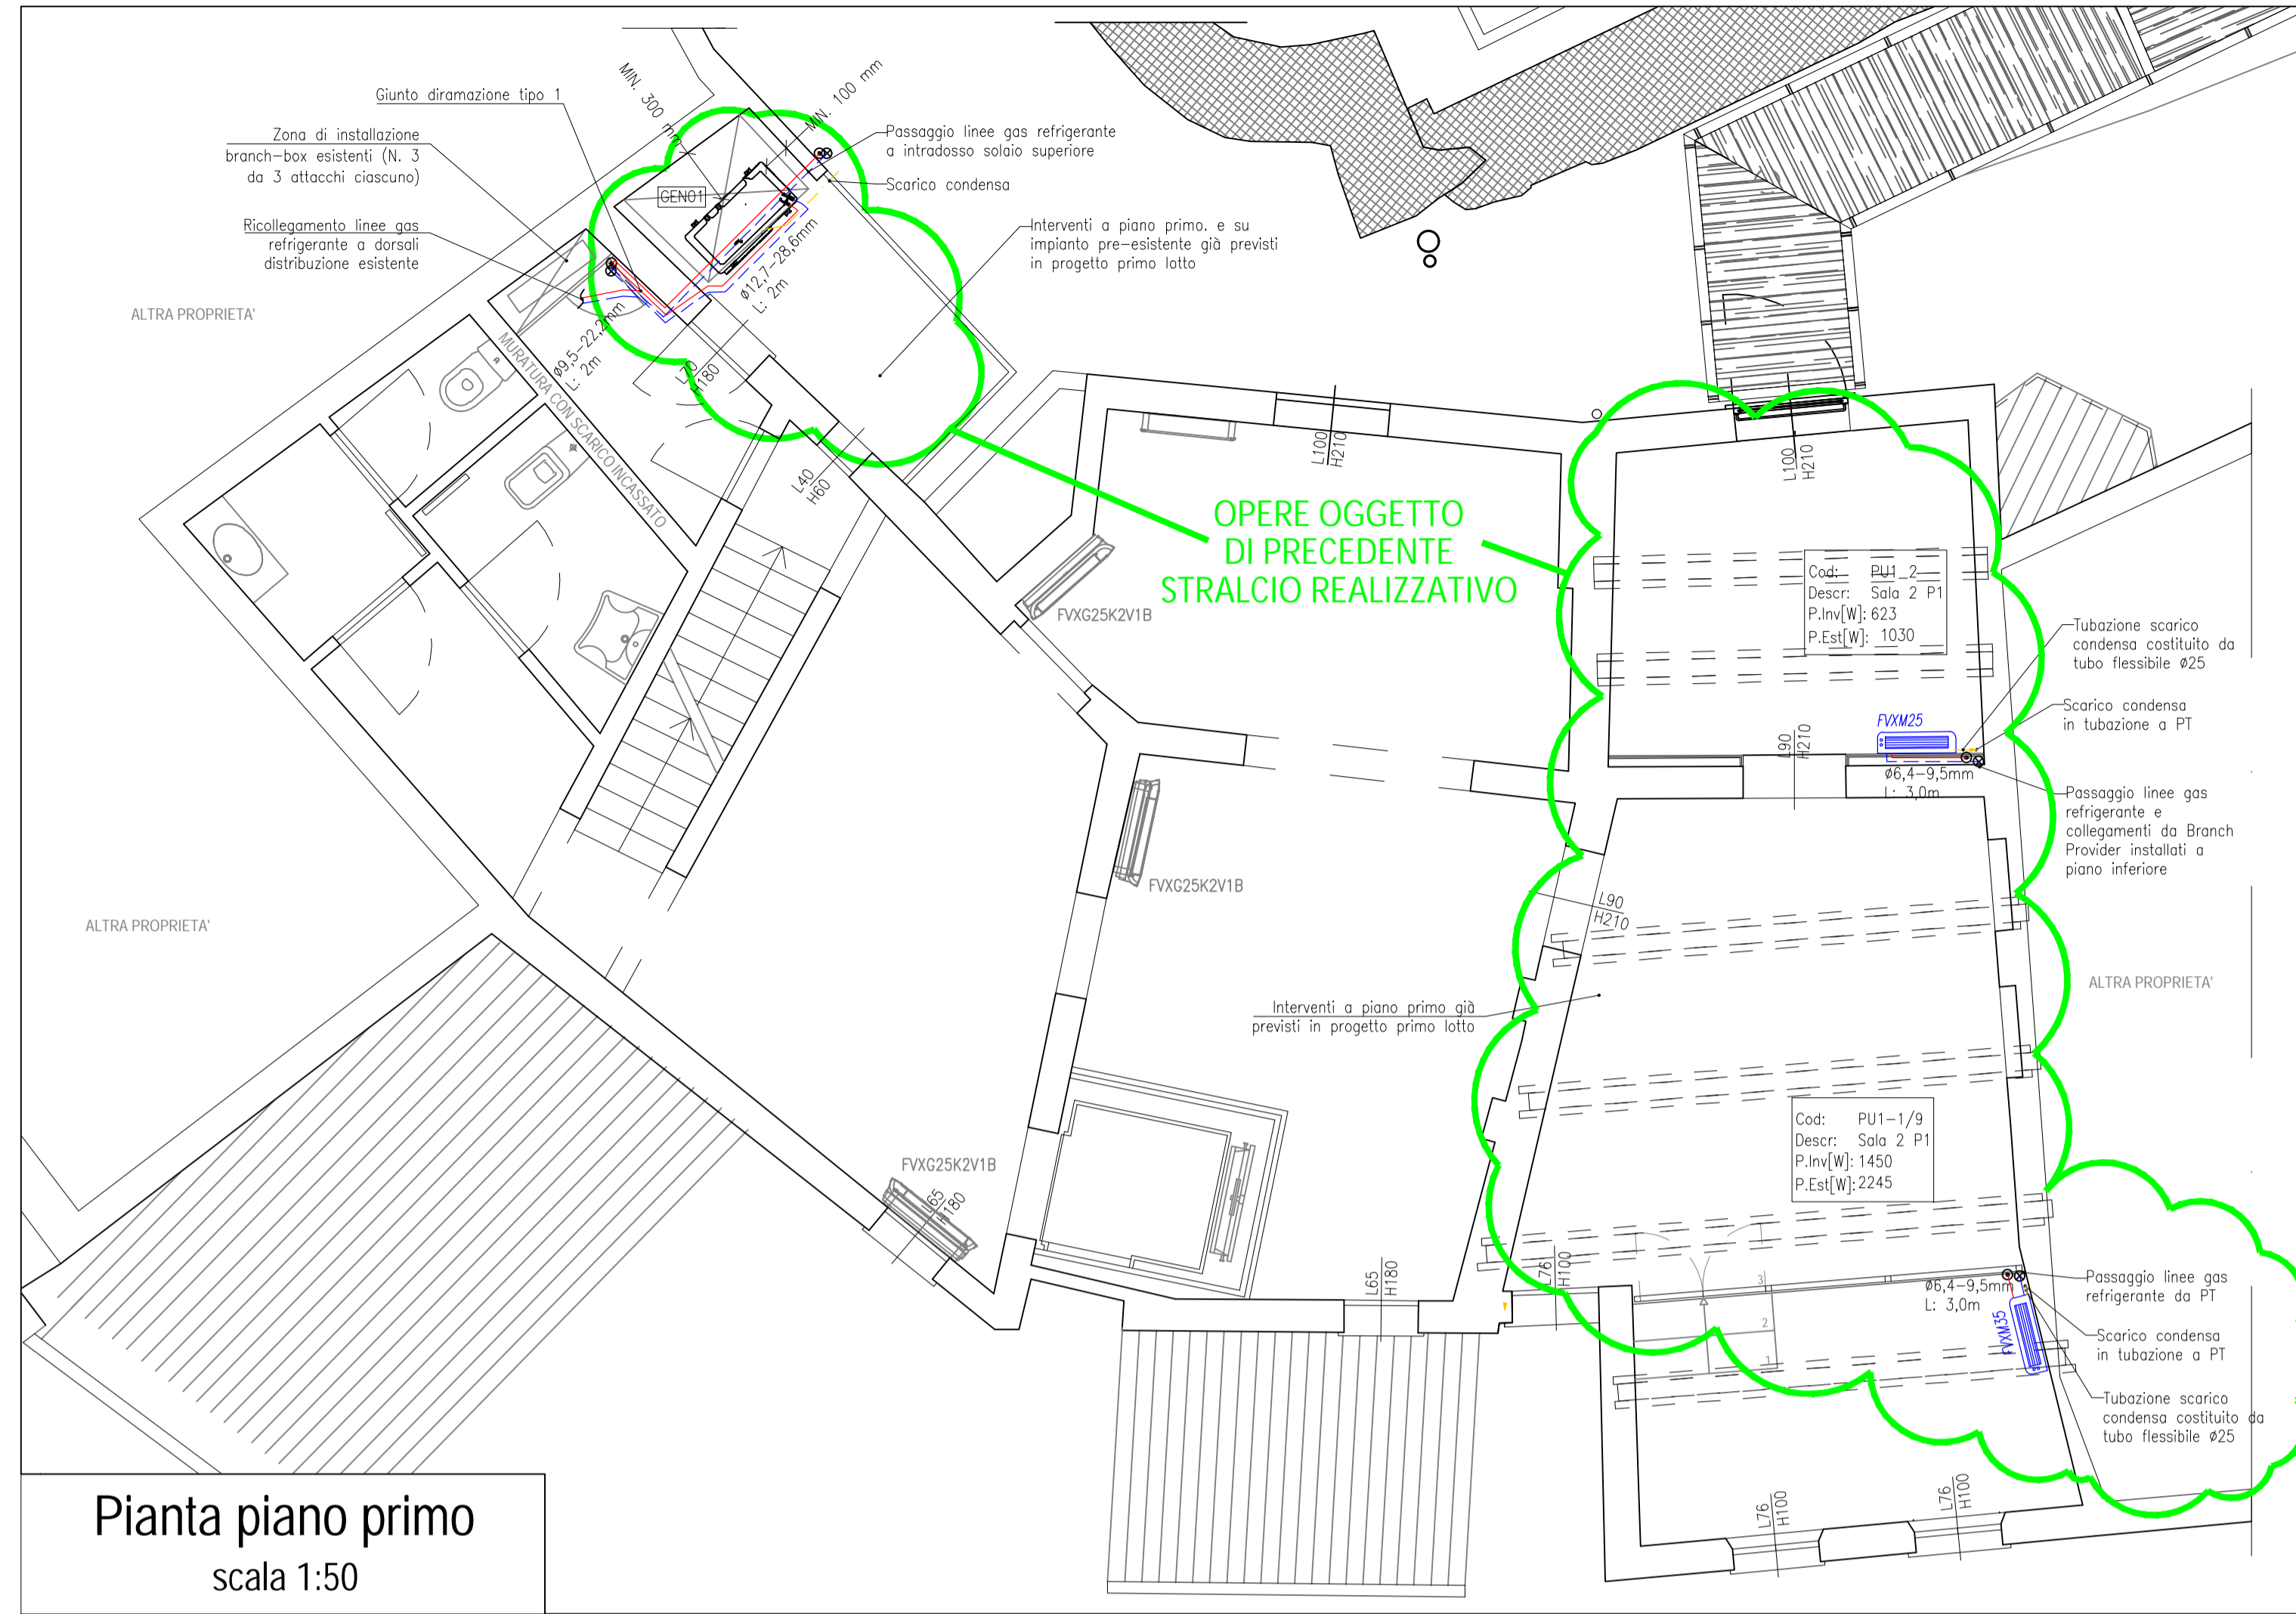 MIN. 300 mm
MIN. 100 mm
Giunto diramazione tipo 1
Zona di installazione
branch-box esistenti (N. 3
da 3 attacchi ciascuno)
Ricollegamento linee gas
refrigerante a dorsali
distribuzione esistente
Passaggio linee gas refrigerante
a intradosso solaio superiore
Scarico condensa
GEN01
Interventi a piano primo. e su
impianto pre-esistente già previsti
in progetto primo lotto
ø12,7-28,6mm
L: 2m
ø9,5-22,2mm
L: 2m
ALTRA PROPRIETA'
MURATURA CON SCARICO INCASSATO
L70
H180
L40
H60
L100
H210
L100
H210
OPERE OGGETTO
DI PRECEDENTE
STRALCIO REALIZZATIVO
FVXG25K2V1B
Cod: PU1_2
Descr: Sala 2 P1
P.Inv[W]: 623
P.Est[W]: 1030
Tubazione scarico
condensa costituito da
tubo flessibile ø25
Scarico condensa
in tubazione a PT
FVXM25
L90
H210
ø6,4-9,5mm
L: 3,0m
Passaggio linee gas
refrigerante e
collegamenti da Branch
Provider installati a
piano inferiore
FVXG25K2V1B
L90
H210
ALTRA PROPRIETA'
ALTRA PROPRIETA'
Interventi a piano primo già
previsti in progetto primo lotto
Cod: PU1-1/9
Descr: Sala 2 P1
P.Inv[W]: 1450
P.Est[W]: 2245
FVXG25K2V1B
L65
H180
L65
H180
L76
H100
3
2
1
ø6,4-9,5mm
L: 3,0m
FVXM35
Passaggio linee gas
refrigerante da PT
Scarico condensa
in tubazione a PT
Tubazione scarico
condensa costituito da
tubo flessibile ø25
L76
H100
L76
H100
Pianta piano primo
scala 1:50